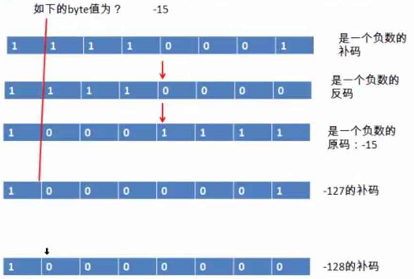 如下的byte值为？ -15
1 1 1 1 0 0 0 1 是一个负数的
补码
1 1 1 1 0 0 0 0 是一个负数的
反码
1 0 0 0 1 1 1 1 是一个负数的
原码：-15
1 0 0 0 0 0 0 1 -127的补码
1 0 0 0 0 0 0 0 -128的补码